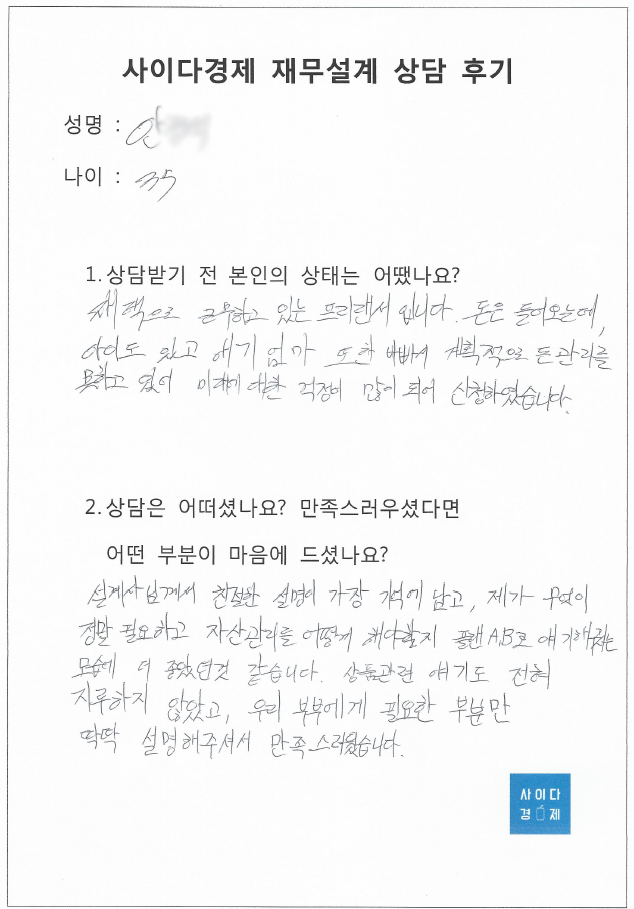 사이다경제 재무설계 상담 후기
성명 : 안
나이 : 35
1. 상담받기 전 본인의 상태는 어땠나요?
재택으로 근무하고 있는 프리랜서 입니다. 돈은 들어오는데,
아이도 있고 애기 엄마 또한 바빠서 계획적으로 돈관리를
못하고 있어 미래에 대한 걱정이 많이 되어 신청하였습니다.
2. 상담은 어떠셨나요? 만족스러우셨다면
어떤 부분이 마음에 드셨나요?
설계사님께서 친절한 설명이 가장 기억에 남고, 제가 무엇이
정말 필요하고 자산관리를 어떻게 해야할지 플랜 A,B로 얘기해주시는
모습에 더 좋았던것 같습니다. 상품관련 얘기도 전혀
지루하지 않았고, 우리 부부에게 필요한 부분만
딱딱 설명해주셔서 만족스러웠습니다.
사이다
경제